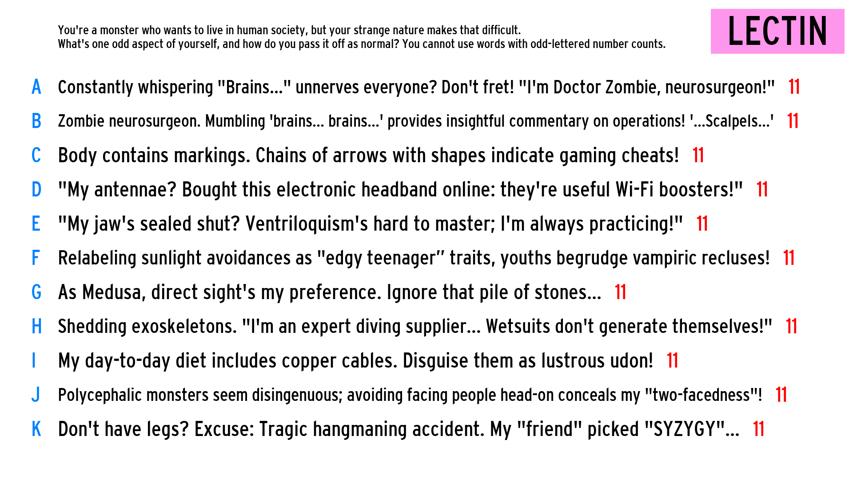 You're a monster who wants to live in human society, but your strange nature makes that difficult.
What's one odd aspect of yourself, and how do you pass it off as normal? You cannot use words with odd-lettered number counts.
LECTIN
A Constantly whispering "Brains..." unnerves everyone? Don't fret! "I'm Doctor Zombie, neurosurgeon!" 11
B Zombie neurosurgeon. Mumbling 'brains... brains...' provides insightful commentary on operations! '...Scalpels...' 11
C Body contains markings. Chains of arrows with shapes indicate gaming cheats! 11
D "My antennae? Bought this electronic headband online: they're useful Wi-Fi boosters!" 11
E "My jaw's sealed shut? Ventriloquism's hard to master; I'm always practicing!" 11
F Relabeling sunlight avoidances as "edgy teenager” traits, youths begrudge vampiric recluses! 11
G As Medusa, direct sight's my preference. Ignore that pile of stones... 11
H Shedding exoskeletons. "I'm an expert diving supplier... Wetsuits don't generate themselves!" 11
I My day-to-day diet includes copper cables. Disguise them as lustrous udon! 11
J Polycephalic monsters seem disingenuous; avoiding facing people head-on conceals my "two-facedness"! 11
K Don't have legs? Excuse: Tragic hangmaning accident. My "friend" picked "SYZYGY"... 11